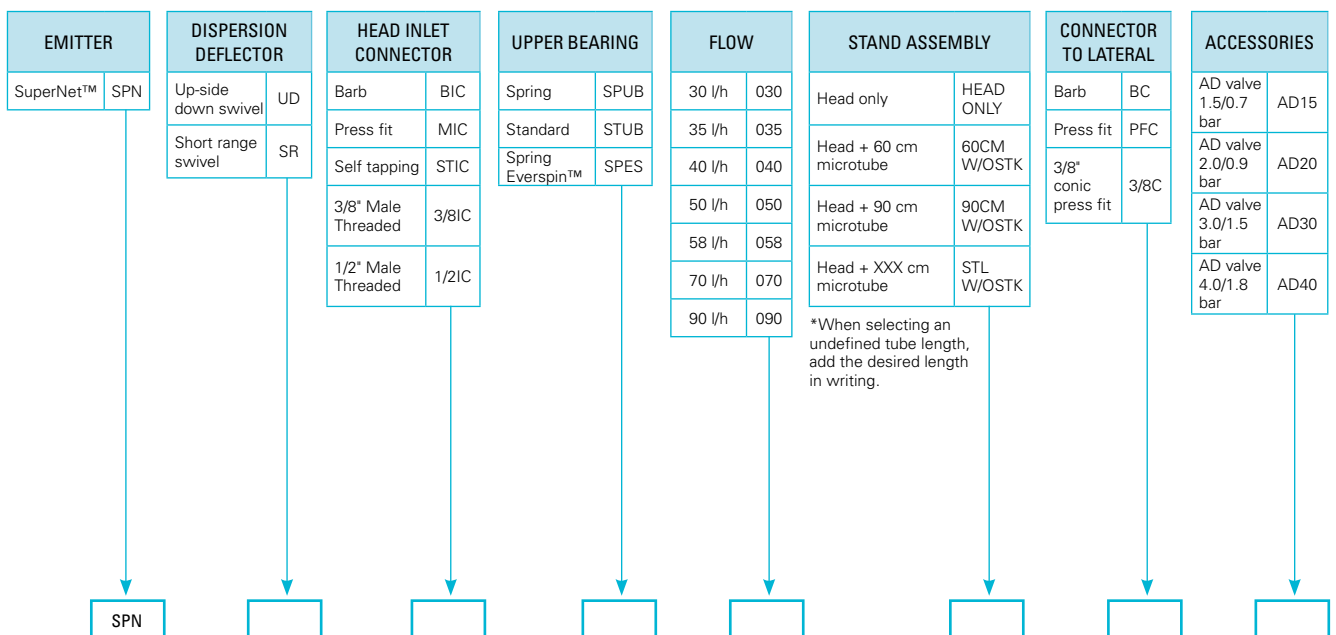 EMITTER
SuperNet™ SPN
DISPERSION
DEFLECTOR
Up-side
down swivel UD
Short range
swivel SR
HEAD INLET
CONNECTOR
Barb BIC
Press fit MIC
Self tapping STIC
3/8" Male
Threaded 3/8IC
1/2" Male
Threaded 1/2IC
UPPER BEARING
Spring SPUB
Standard STUB
Spring
Everspin™ SPES
FLOW
30 l/h 030
35 l/h 035
40 l/h 040
50 l/h 050
58 l/h 058
70 l/h 070
90 l/h 090
STAND ASSEMBLY
Head only HEAD
ONLY
Head + 60 cm
microtube 60CM
W/OSTK
Head + 90 cm
microtube 90CM
W/OSTK
Head + XXX cm
microtube STL
W/OSTK
*When selecting an
undefined tube length,
add the desired length
in writing.
CONNECTOR
TO LATERAL
Barb BC
Press fit PFC
3/8"
conic
press fit 3/8C
ACCESSORIES
AD valve
1.5/0.7
bar AD15
AD valve
2.0/0.9
bar AD20
AD valve
3.0/1.5
bar AD30
AD valve
4.0/1.8
bar AD40
SPN